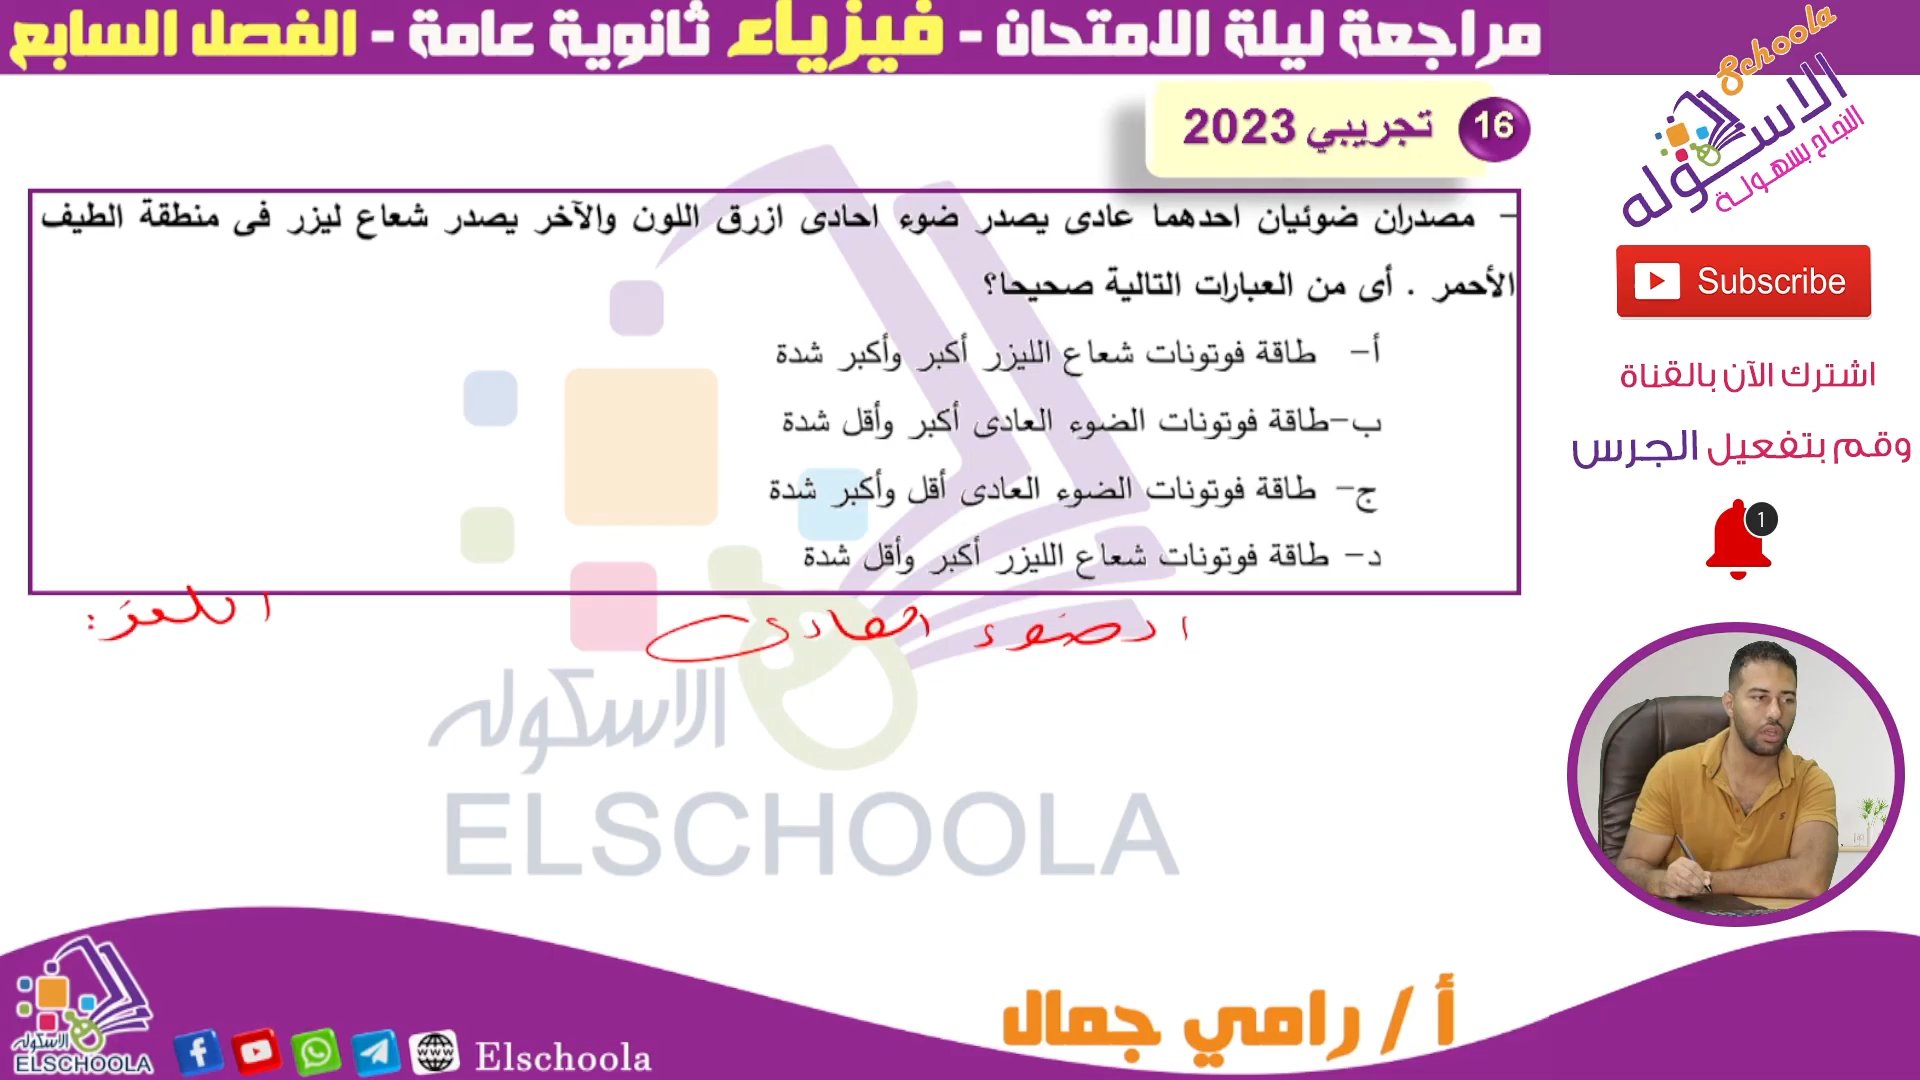 مراجعة ليلة الامتحان - فيزياء ثانوية عامة - الفصل السابع
Schoola
الاسكوله
النجاح بسهولة
16 تجريبي 2023
- مصدران ضوئيان احدهما عادى يصدر ضوء احادى ازرق اللون والآخر يصدر شعاع ليزر فى منطقة الطيف
الأحمر . أى من العبارات التالية صحيحا؟
أ- طاقة فوتونات شعاع الليزر أكبر وأكبر شدة
ب-طاقة فوتونات الضوء العادى أكبر وأقل شدة
ج- طاقة فوتونات الضوء العادى أقل وأكبر شدة
د- طاقة فوتونات شعاع الليزر أكبر وأقل شدة
الضوء العادى
Subscribe
اشترك الآن بالقناة
وقم بتفعيل الجرس
1
الاسكوله
ELSCHOOLA
أ / رامي جمال
الاسكوله
ELSCHOOLA
www
Elschoola